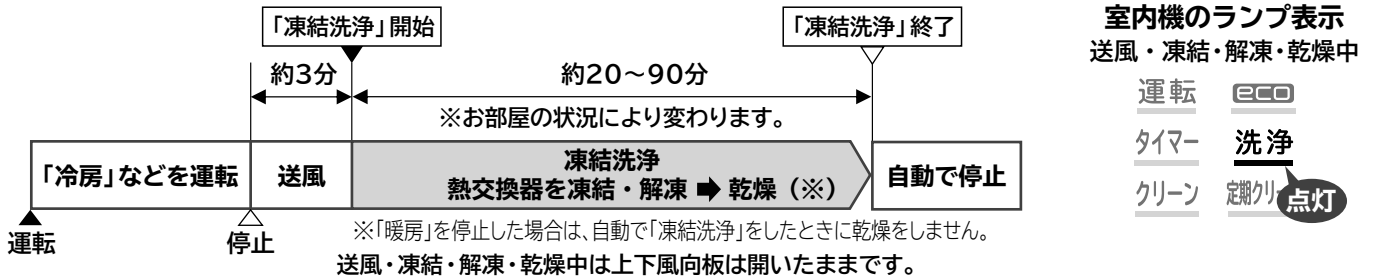 「凍結洗浄」開始
「凍結洗浄」終了
約3分
約20～90分
※お部屋の状況により変わります。
「冷房」などを運転
送風
凍結洗浄
熱交換器を凍結・解凍➡乾燥（※）
自動で停止
運転
停止
※「暖房」を停止した場合は、自動で「凍結洗浄」をしたときに乾燥をしません。
送風・凍結・解凍・乾燥中は上下風向板は開いたままです。
室内機のランプ表示
送風・凍結・解凍・乾燥中
運転
eco
タイマー
洗浄
クリーン
定期クリ
点灯